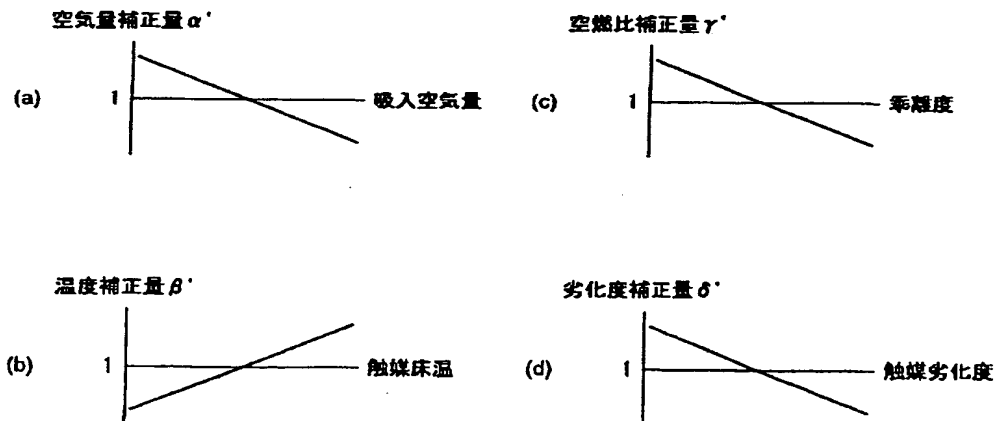 空気量補正量α'
(a)
1
吸入空気量
空燃比補正量γ'
(c)
1
乖離度
温度補正量β'
(b)
1
触媒床温
劣化度補正量δ'
(d)
1
触媒劣化度